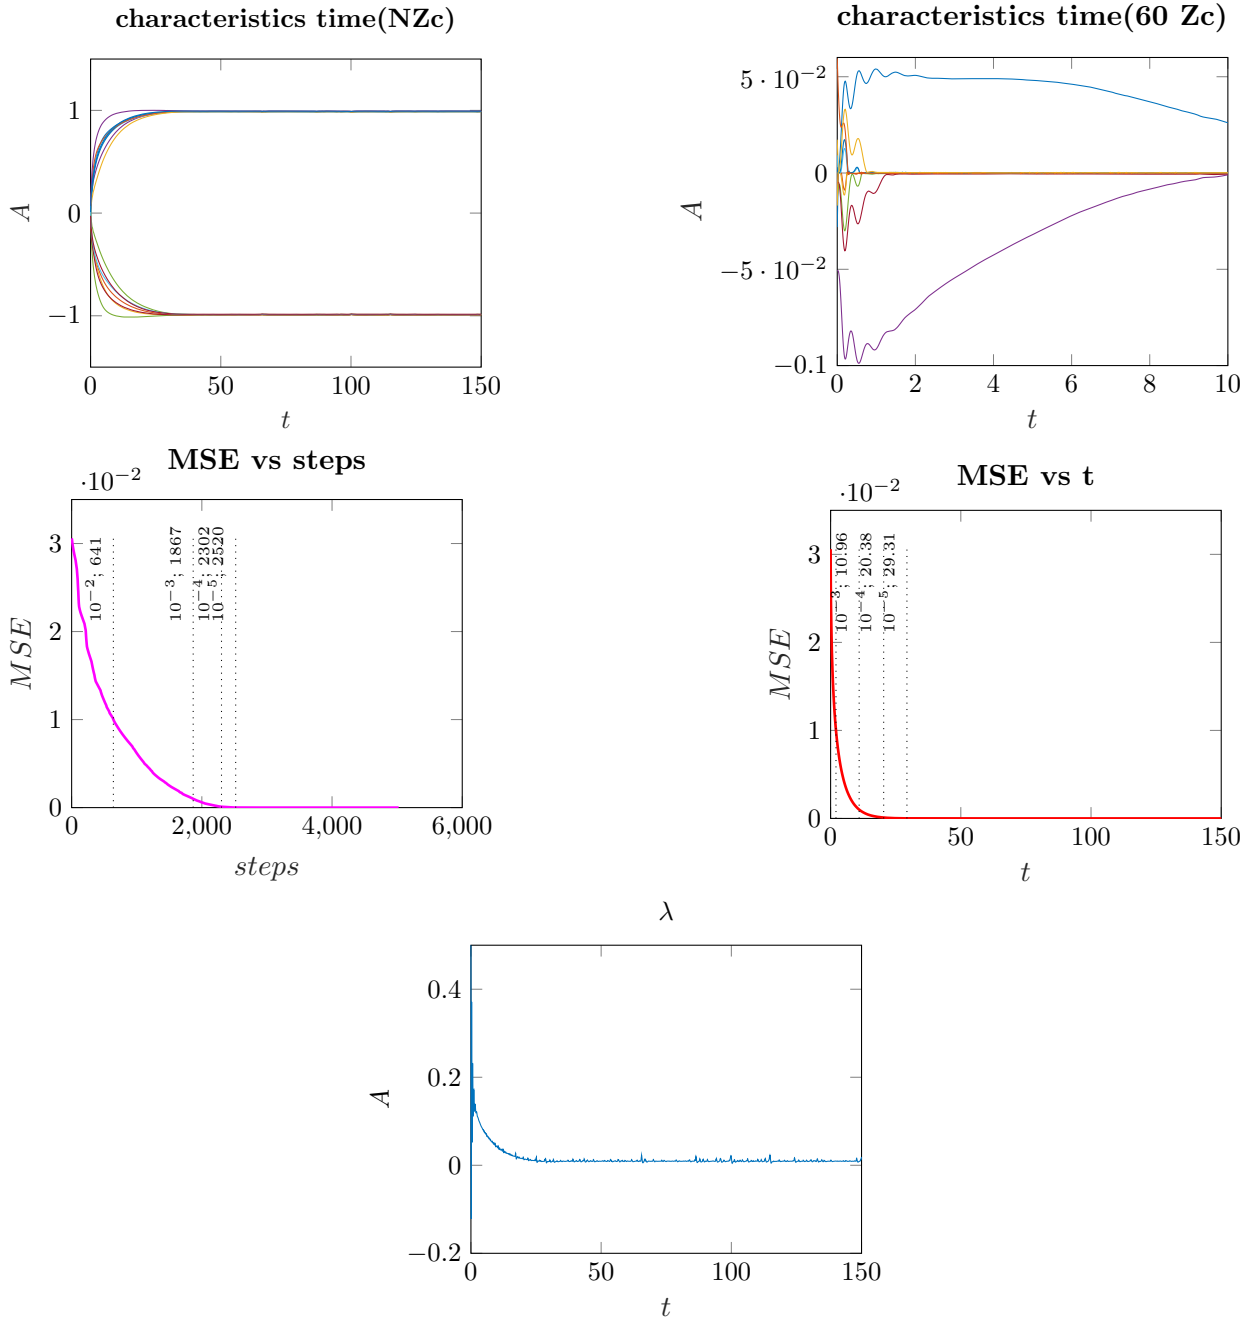 characteristics time(NZc)
1
0
−1
A
0
50
100
150
t
characteristics time(60 Zc)
5 · 10⁻²
0
−5 · 10⁻²
−0.1
A
0
2
4
6
8
10
t
MSE vs steps
·10⁻²
3
2
1
0
MSE
10⁻²; 641
10⁻³; 1867
10⁻⁴; 2302
10⁻⁵; 2520
0
2,000
4,000
6,000
steps
MSE vs t
·10⁻²
3
2
1
0
MSE
10⁻³; 10.96
10⁻⁴; 20.38
10⁻⁵; 29.31
0
50
100
150
t
λ
0.4
0.2
0
−0.2
A
0
50
100
150
t